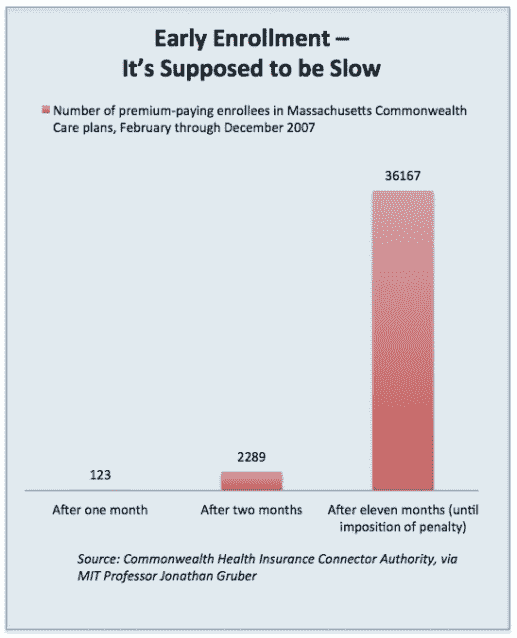 Early Enrollment –
It's Supposed to be Slow
Number of premium-paying enrollees in Massachusetts Commonwealth
Care plans, February through December 2007
36167
2289
123
After one month
After two months
After eleven months (until
imposition of penalty)
Source: Commonwealth Health Insurance Connector Authority, via
MIT Professor Jonathan Gruber